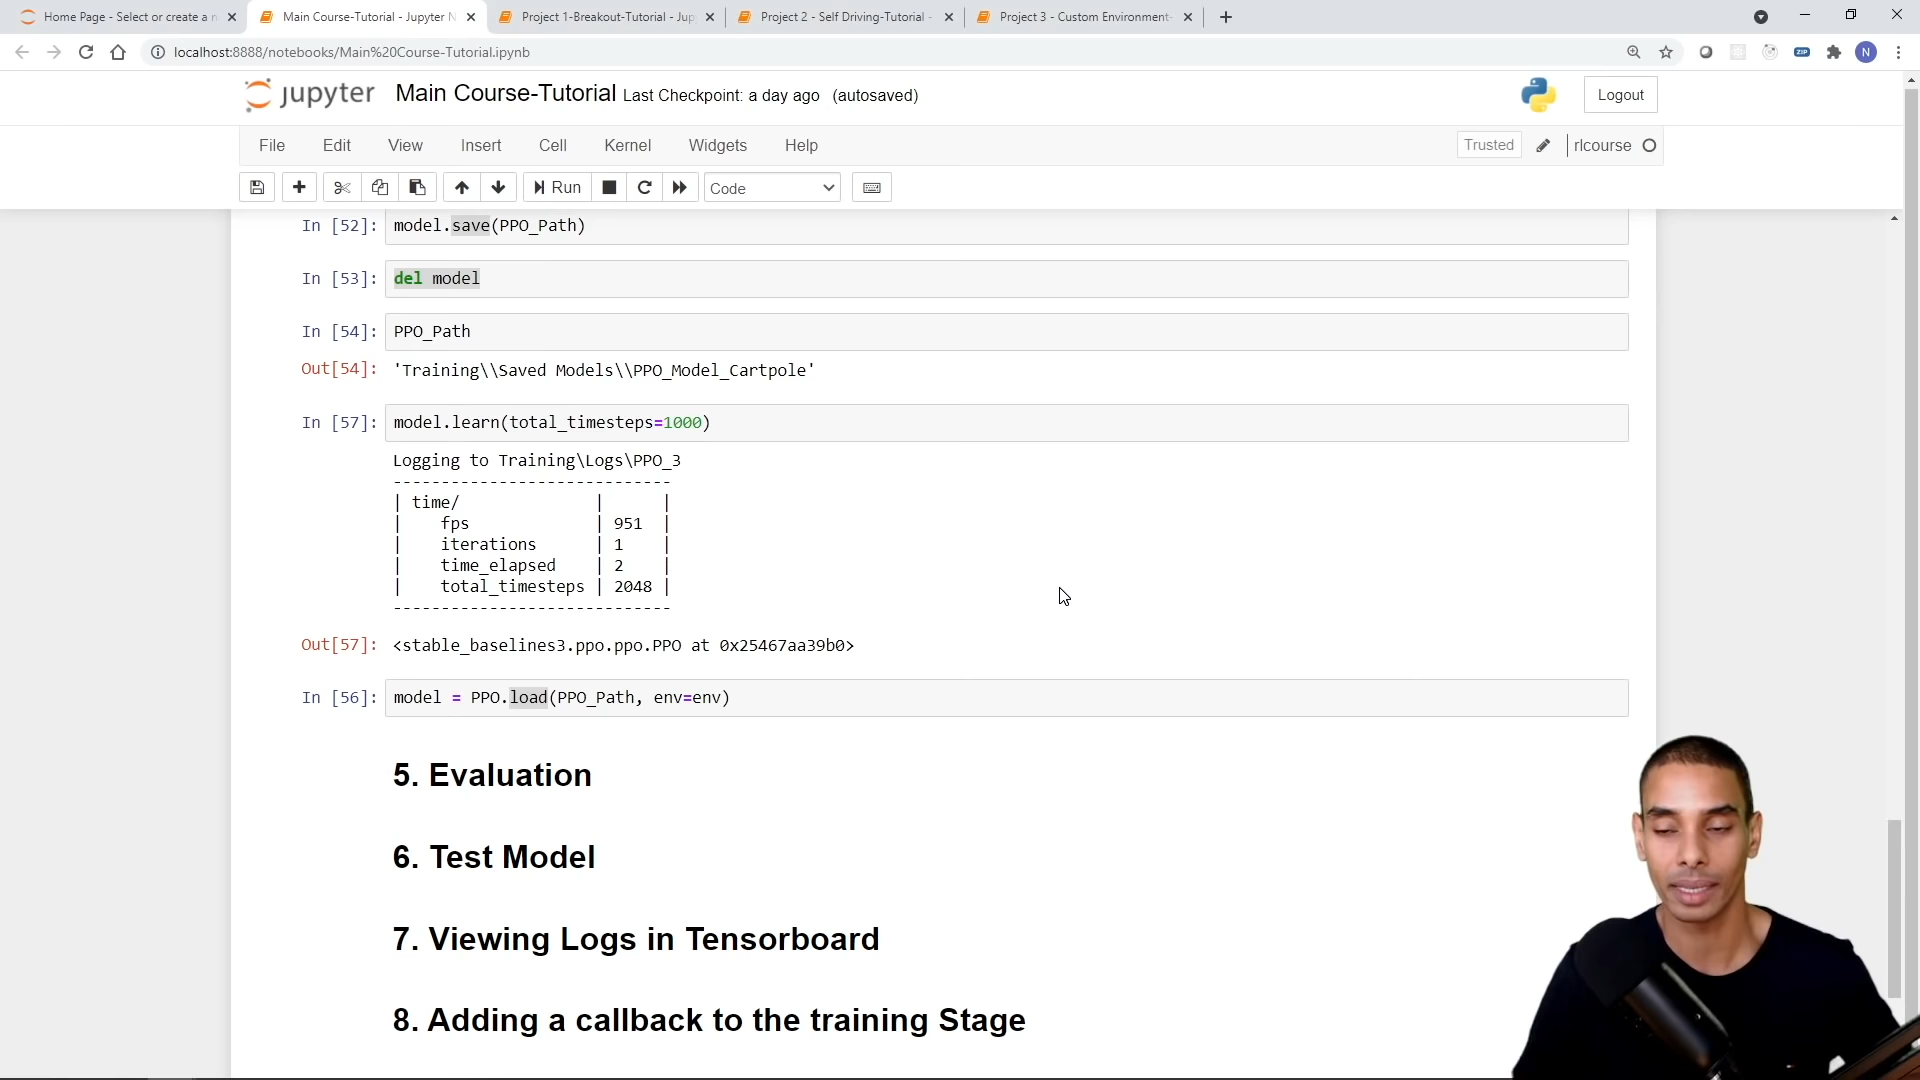 Home Page - Select or create a n
Main Course-Tutorial - Jupyter N
Project 1-Breakout-Tutorial - Jup
Project 2 - Self Driving-Tutorial -
Project 3 - Custom Environment-
localhost:8888/notebooks/Main%20Course-Tutorial.ipynb
ZIP
N
jupyter Main Course-Tutorial Last Checkpoint: a day ago (autosaved)
Logout
File Edit View Insert Cell Kernel Widgets Help
Trusted
rlcourse
Run
Code
In [52]: model.save(PPO_Path)
In [53]: del model
In [54]: PPO_Path
Out[54]: 'Training\\Saved Models\\PPO_Model_Cartpole'
In [57]: model.learn(total_timesteps=1000)
Logging to Training\Logs\PPO_3
-----------------------------
| time/              |      |
|    fps             | 951  |
|    iterations      | 1    |
|    time_elapsed    | 2    |
|    total_timesteps | 2048 |
-----------------------------
Out[57]: <stable_baselines3.ppo.ppo.PPO at 0x25467aa39b0>
In [56]: model = PPO.load(PPO_Path, env=env)
5. Evaluation
6. Test Model
7. Viewing Logs in Tensorboard
8. Adding a callback to the training Stage